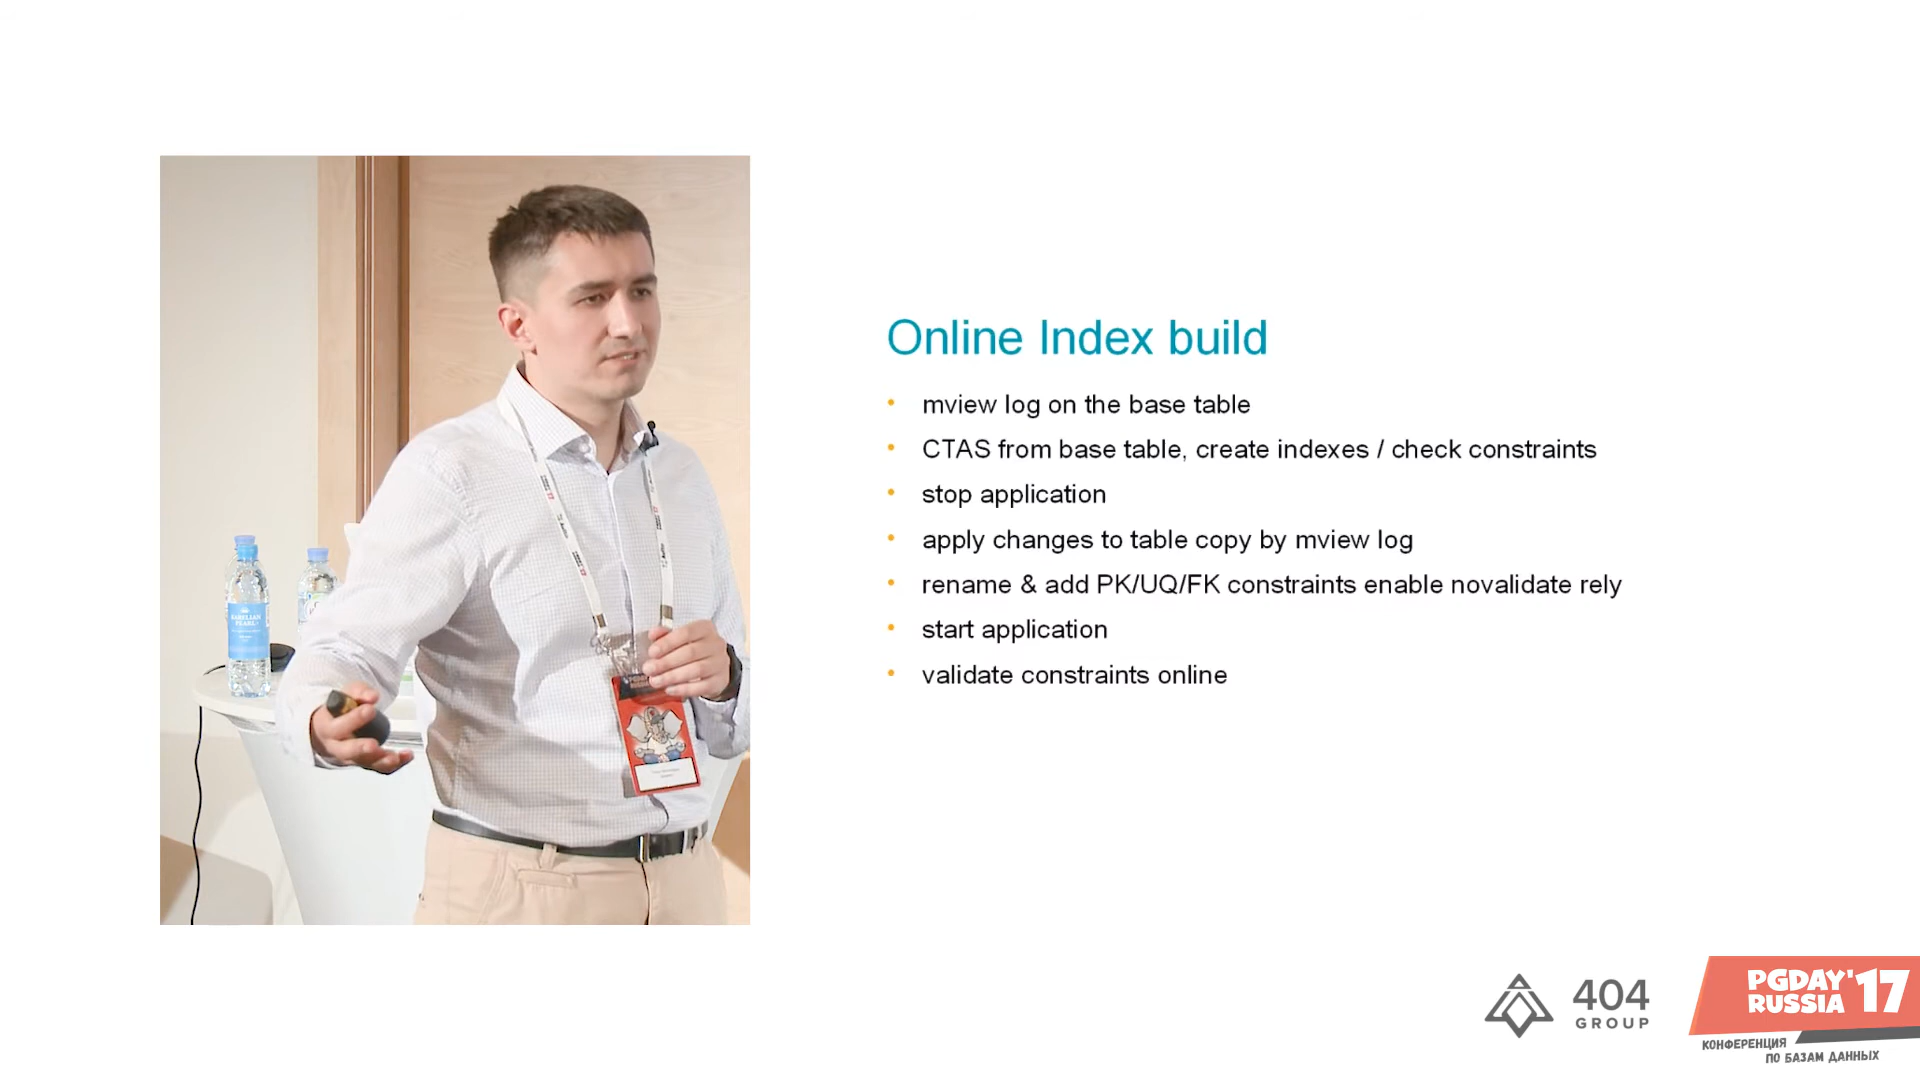 Online Index build
• mview log on the base table
• CTAS from base table, create indexes / check constraints
• stop application
• apply changes to table copy by mview log
• rename & add PK/UQ/FK constraints enable novalidate rely
• start application
• validate constraints online
404
GROUP
PGDAY'17
RUSSIA
КОНФЕРЕНЦИЯ
ПО БАЗАМ ДАННЫХ